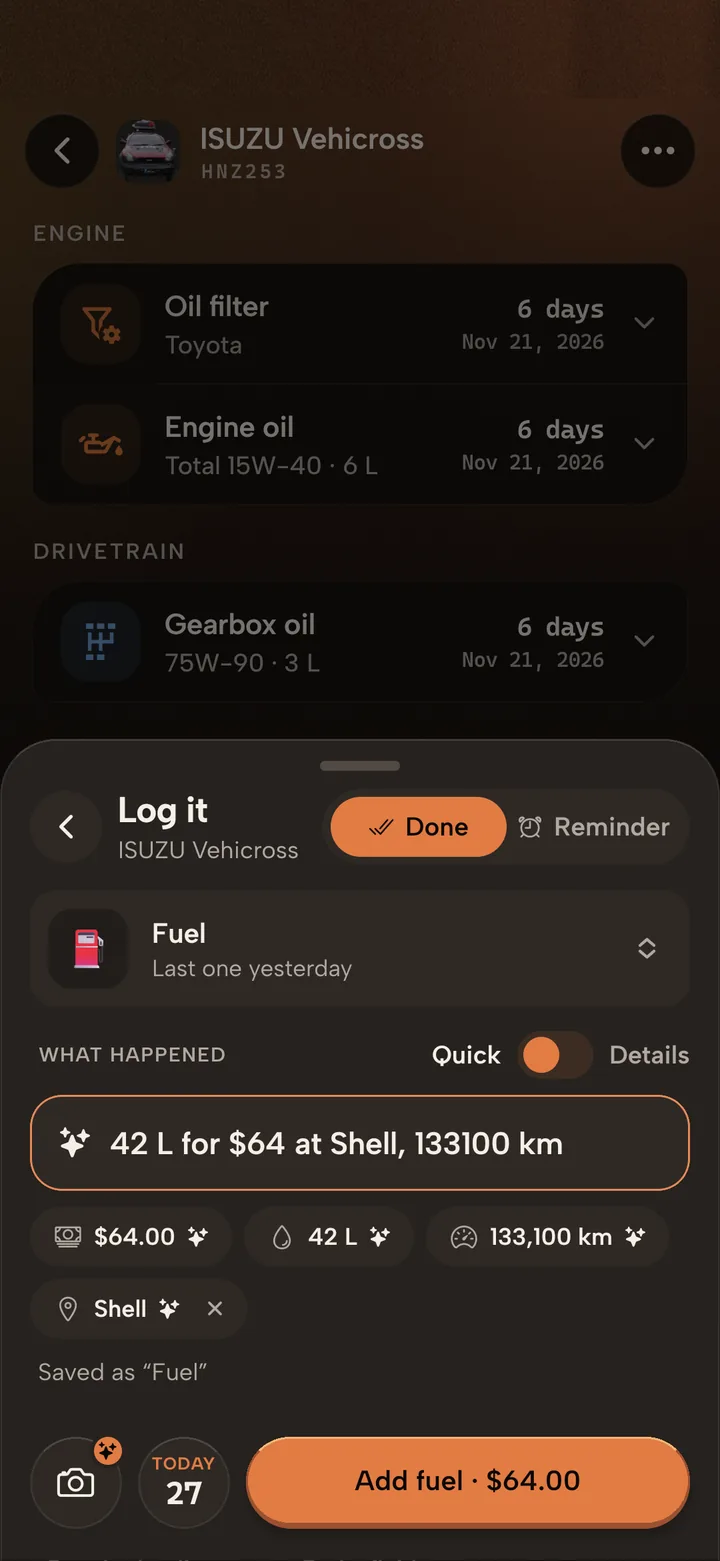 ISUZU Vehicross
HNZ253
ENGINE
Oil filter
6 days
Toyota
Nov 21, 2026
Engine oil
6 days
Total 15W-40 · 6 L
Nov 21, 2026
DRIVETRAIN
Gearbox oil
6 days
75W-90 · 3 L
Nov 21, 2026
Log it
ISUZU Vehicross
Done
Reminder
Fuel
Last one yesterday
WHAT HAPPENED
Quick
Details
42 L for $64 at Shell, 133100 km
$64.00
42 L
133,100 km
Shell
Saved as “Fuel”
TODAY
27
Add fuel · $64.00